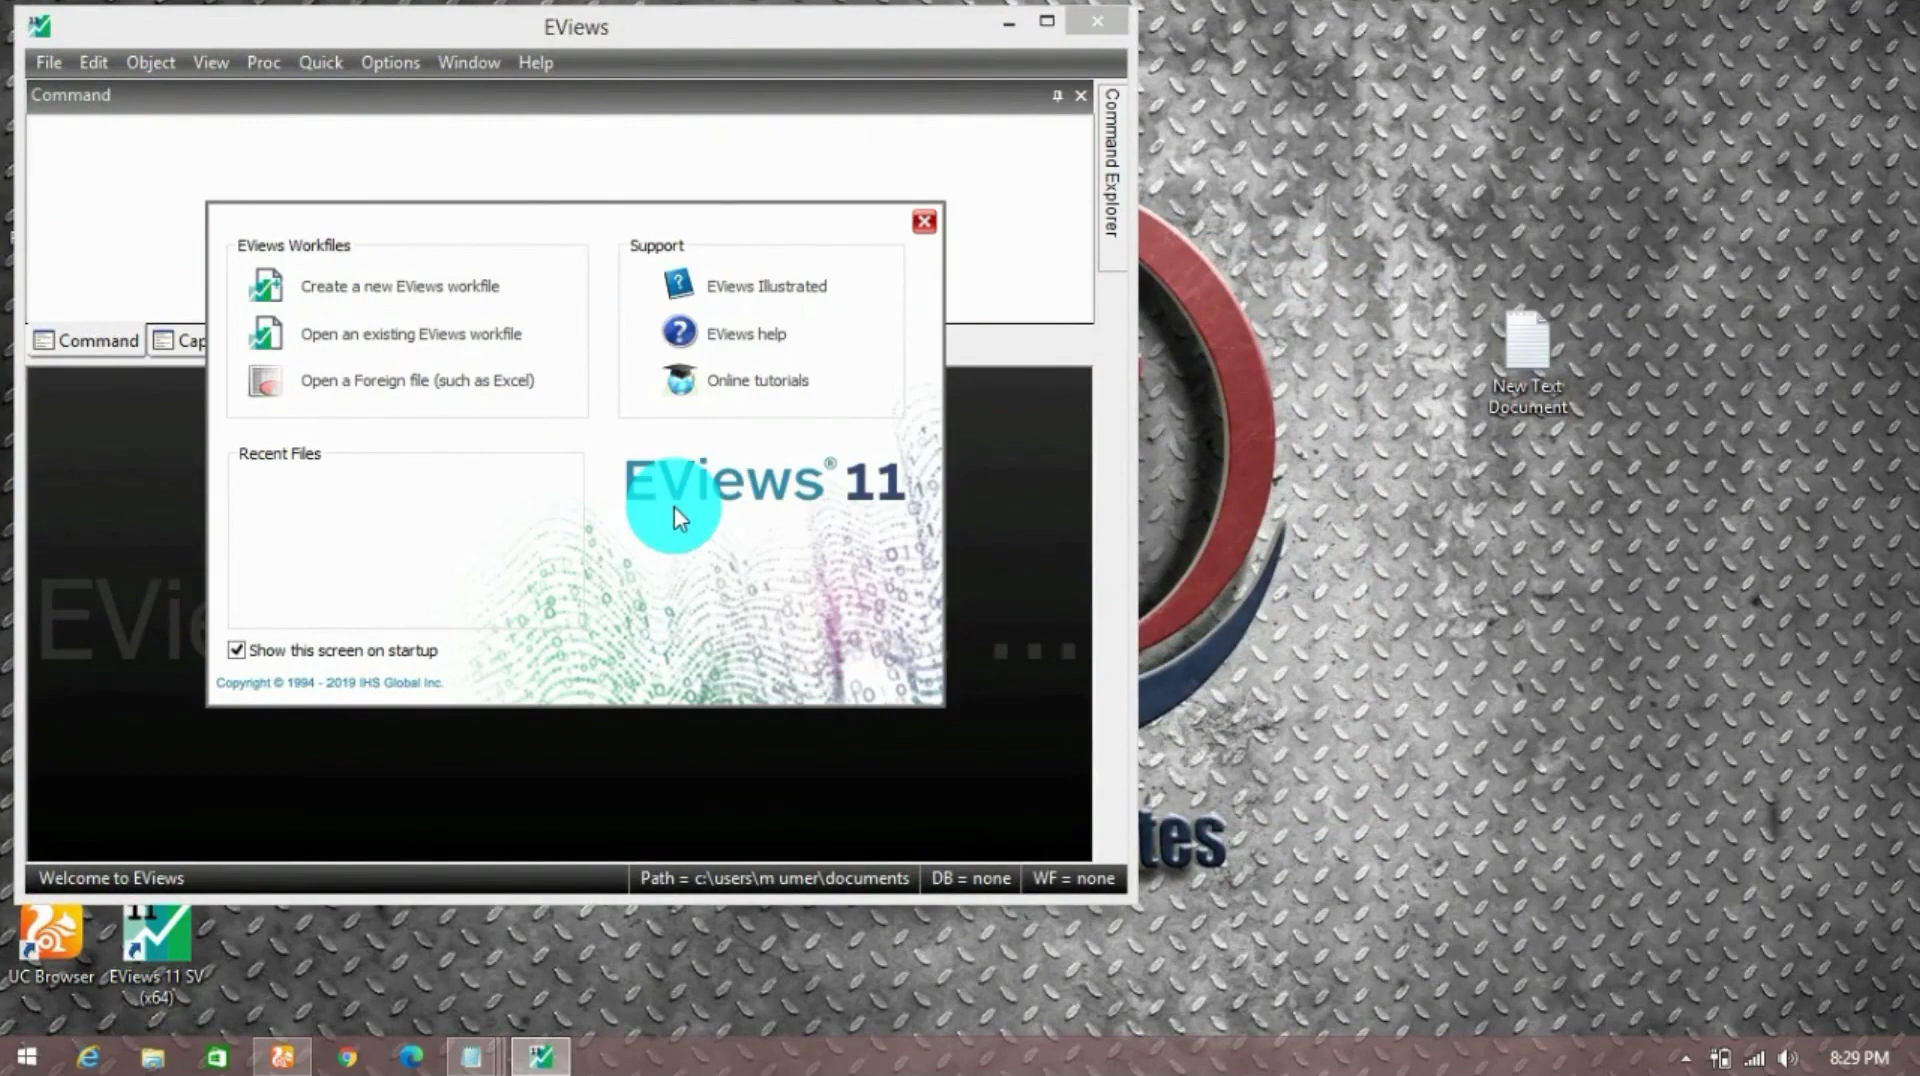 EViews
File Edit Object View Proc Quick Options Window Help
Command
Command Explorer
EViews Workfiles
Create a new EViews workfile
Open an existing EViews workfile
Open a Foreign file (such as Excel)
Support
EViews Illustrated
EViews help
Online tutorials
Command
Cap
Recent Files
EViews® 11
Show this screen on startup
Copyright © 1994 - 2019 IHS Global Inc.
EVie
...
Welcome to EViews
Path = c:\users\m umer\documents
DB = none
WF = none
New Text
Document
tes
UC Browser
11
EViews 11 SV
(x64)
8:29 PM